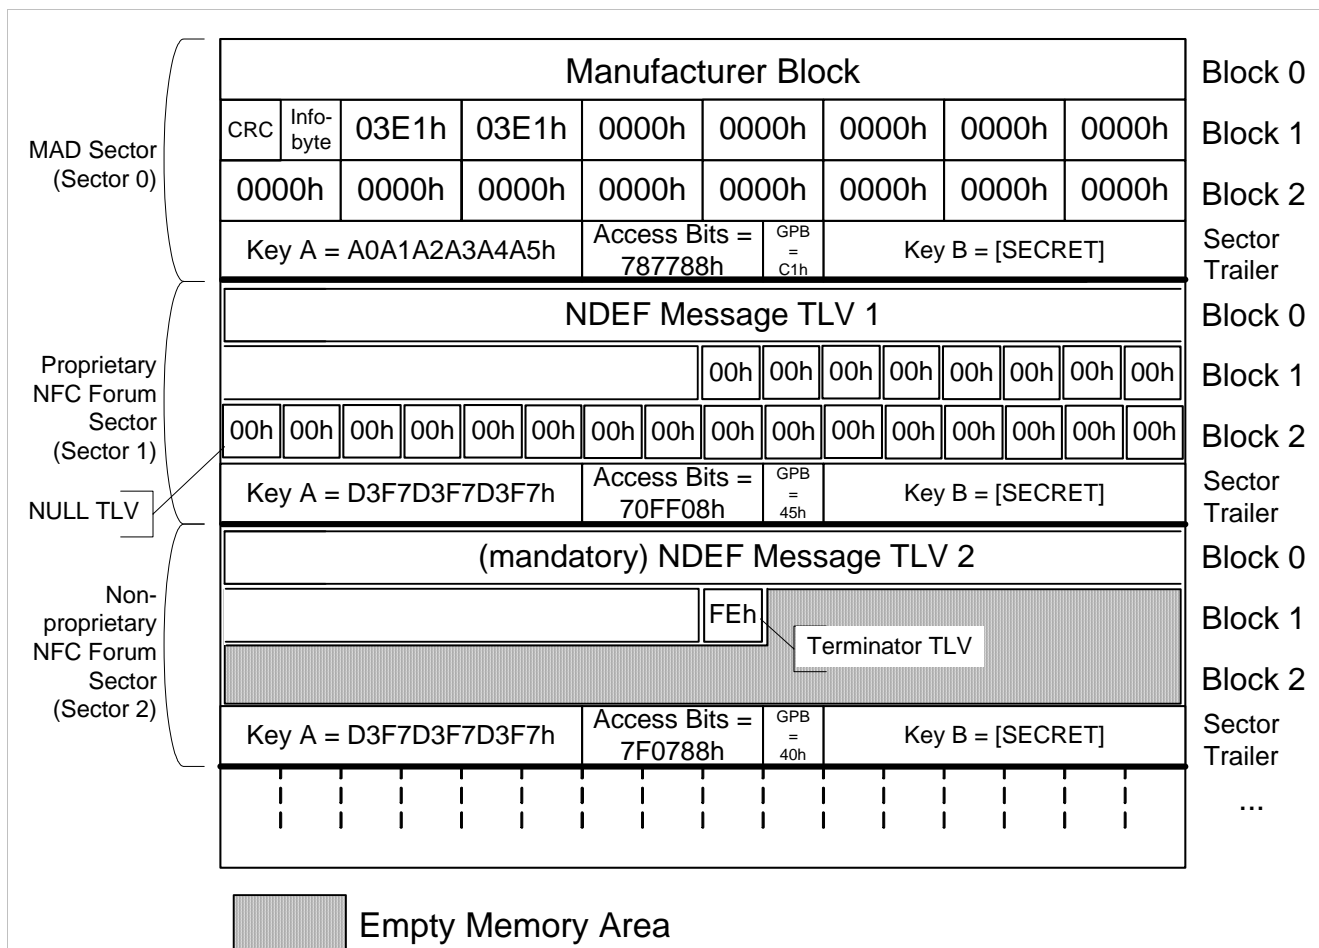 Manufacturer Block
Block 0
CRC
Info-
byte
03E1h 03E1h 0000h 0000h 0000h 0000h 0000h
Block 1
MAD Sector
(Sector 0)
0000h 0000h 0000h 0000h 0000h 0000h 0000h 0000h
Block 2
Key A = A0A1A2A3A4A5h
Access Bits =
787788h
GPB
=
C1h
Key B = [SECRET]
Sector
Trailer
NDEF Message TLV 1
Block 0
Proprietary
NFC Forum
Sector
(Sector 1)
00h 00h 00h 00h 00h 00h 00h 00h
Block 1
00h 00h 00h 00h 00h 00h 00h 00h 00h 00h 00h 00h 00h 00h 00h 00h
Block 2
NULL TLV
Key A = D3F7D3F7D3F7h
Access Bits =
70FF08h
GPB
=
45h
Key B = [SECRET]
Sector
Trailer
(mandatory) NDEF Message TLV 2
Block 0
Non-
proprietary
NFC Forum
Sector
(Sector 2)
FEh
Block 1
Terminator TLV
Block 2
Key A = D3F7D3F7D3F7h
Access Bits =
7F0788h
GPB
=
40h
Key B = [SECRET]
Sector
Trailer
...
Empty Memory Area